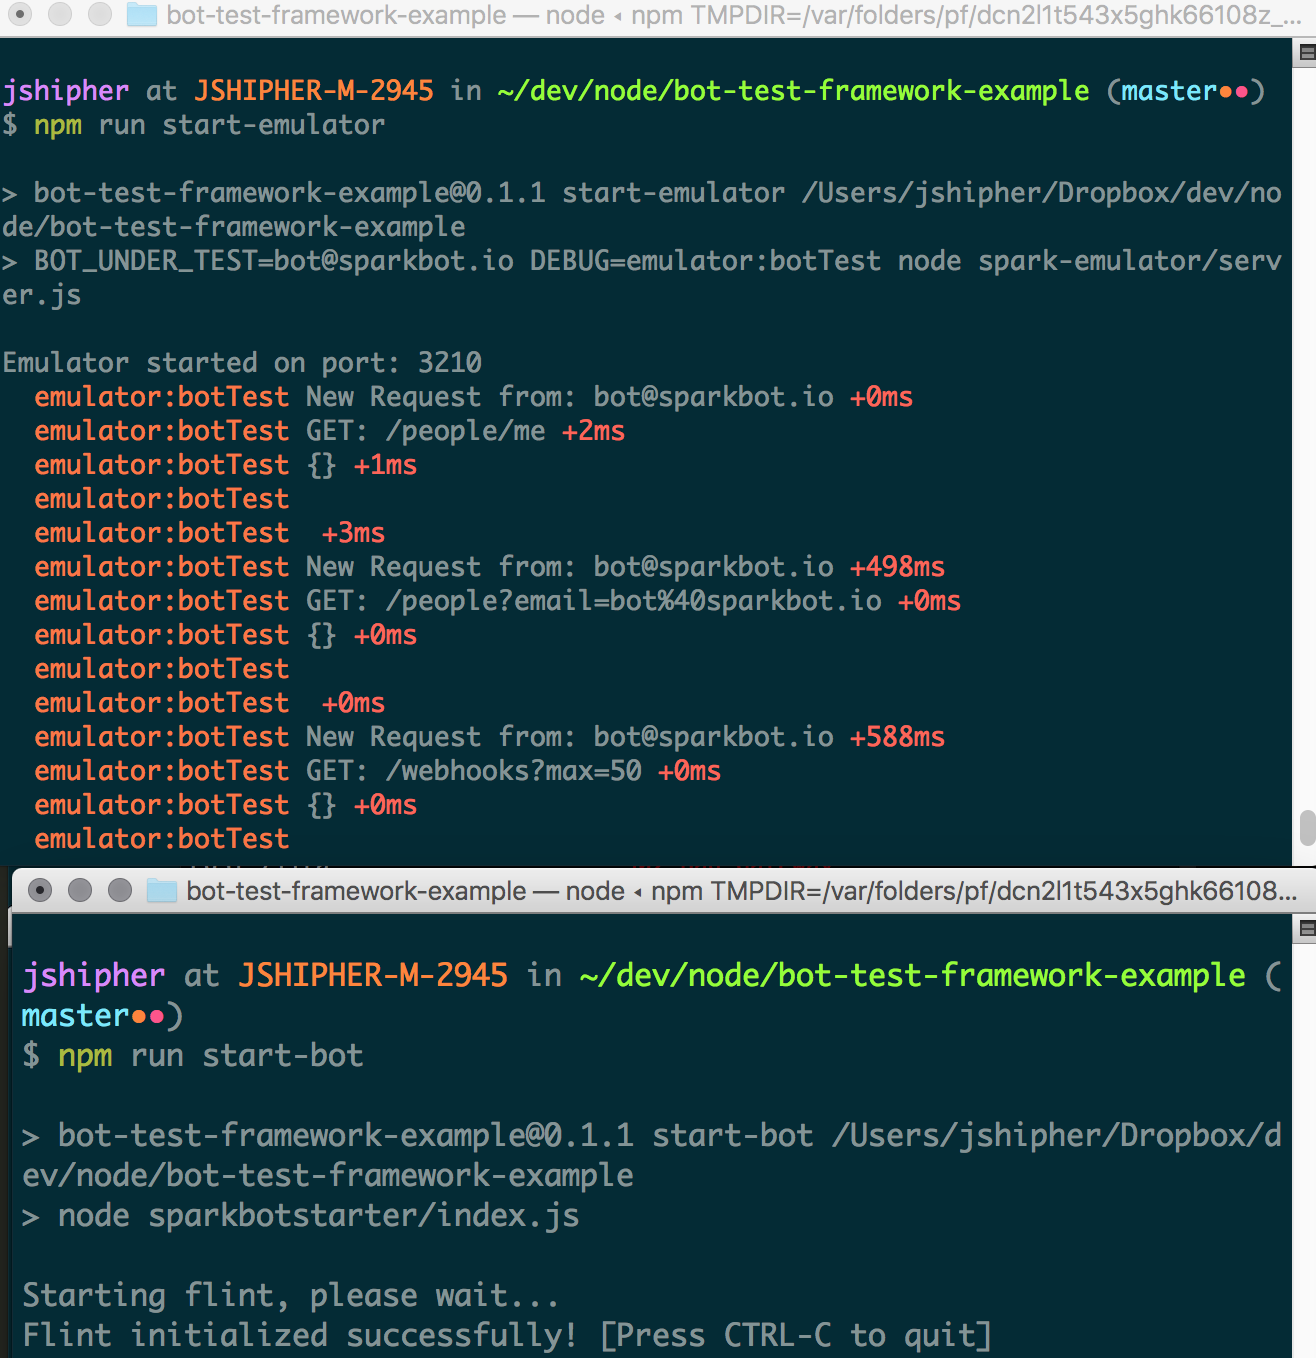 bot-test-framework-example — node ◂ npm TMPDIR=/var/folders/pf/dcn2l1t543x5ghk66108z_...
jshipher at JSHIPHER-M-2945 in ~/dev/node/bot-test-framework-example (master●●)
$ npm run start-emulator
> bot-test-framework-example@0.1.1 start-emulator /Users/jshipher/Dropbox/dev/no
de/bot-test-framework-example
> BOT_UNDER_TEST=bot@sparkbot.io DEBUG=emulator:botTest node spark-emulator/serv
er.js
Emulator started on port: 3210
emulator:botTest New Request from: bot@sparkbot.io +0ms
emulator:botTest GET: /people/me +2ms
emulator:botTest {} +1ms
emulator:botTest
emulator:botTest  +3ms
emulator:botTest New Request from: bot@sparkbot.io +498ms
emulator:botTest GET: /people?email=bot%40sparkbot.io +0ms
emulator:botTest {} +0ms
emulator:botTest
emulator:botTest  +0ms
emulator:botTest New Request from: bot@sparkbot.io +588ms
emulator:botTest GET: /webhooks?max=50 +0ms
emulator:botTest {} +0ms
emulator:botTest
bot-test-framework-example — node ◂ npm TMPDIR=/var/folders/pf/dcn2l1t543x5ghk66108...
jshipher at JSHIPHER-M-2945 in ~/dev/node/bot-test-framework-example (
master●●)
$ npm run start-bot
> bot-test-framework-example@0.1.1 start-bot /Users/jshipher/Dropbox/d
ev/node/bot-test-framework-example
> node sparkbotstarter/index.js
Starting flint, please wait...
Flint initialized successfully! [Press CTRL-C to quit]